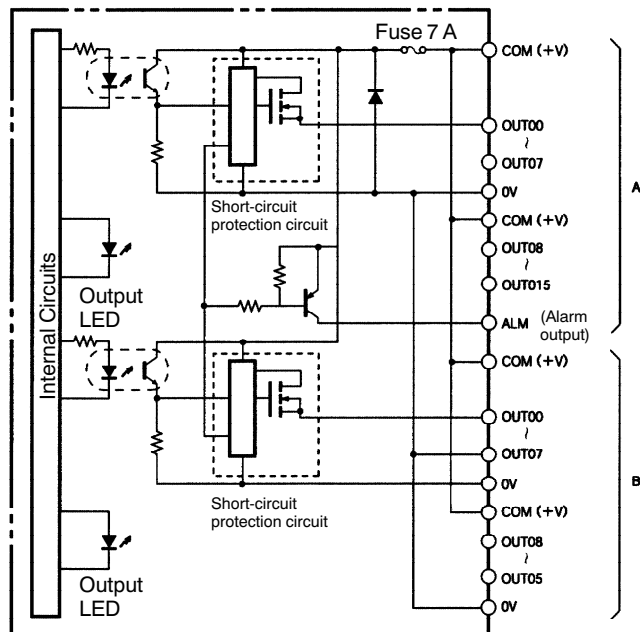 Fuse 7 A
COM (+V)
OUT00
~
OUT07
A
0V
Short-circuit
protection circuit
COM (+V)
OUT08
~
OUT015
Internal Circuits
Output
LED
ALM (Alarm
output)
COM (+V)
OUT00
~
OUT07
B
0V
Short-circuit
protection circuit
COM (+V)
OUT08
~
OUT05
Output
LED
0V